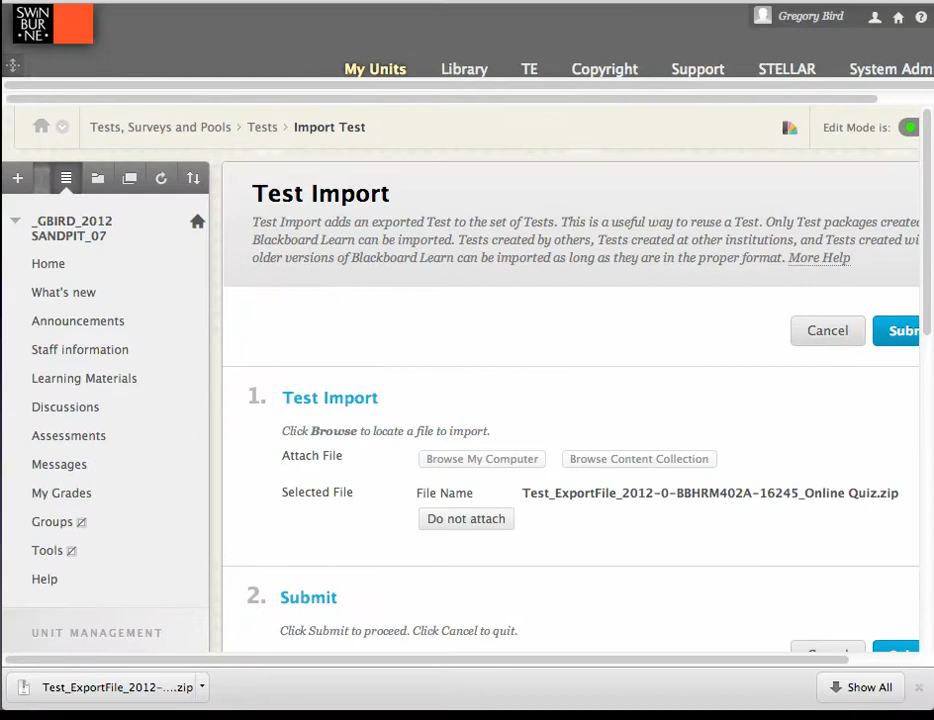 SWIN
BUR
• NE •
Gregory Bird
My Units Library TE Copyright Support STELLAR System Adm
Tests, Surveys and Pools > Tests > Import Test
Edit Mode is:
_GBIRD_2012
SANDPIT_07
Home
What's new
Announcements
Staff information
Learning Materials
Discussions
Assessments
Messages
My Grades
Groups
Tools
Help
UNIT MANAGEMENT
Test Import
Test Import adds an exported Test to the set of Tests. This is a useful way to reuse a Test. Only Test packages create
Blackboard Learn can be imported. Tests created by others, Tests created at other institutions, and Tests created wi
older versions of Blackboard Learn can be imported as long as they are in the proper format. More Help
Cancel Subr
1. Test Import
Click Browse to locate a file to import.
Attach File Browse My Computer Browse Content Collection
Selected File File Name Test_ExportFile_2012-0-BBHRM402A-16245_Online Quiz.zip
Do not attach
2. Submit
Click Submit to proceed. Click Cancel to quit.
Test_ExportFile_2012-....zip
Show All